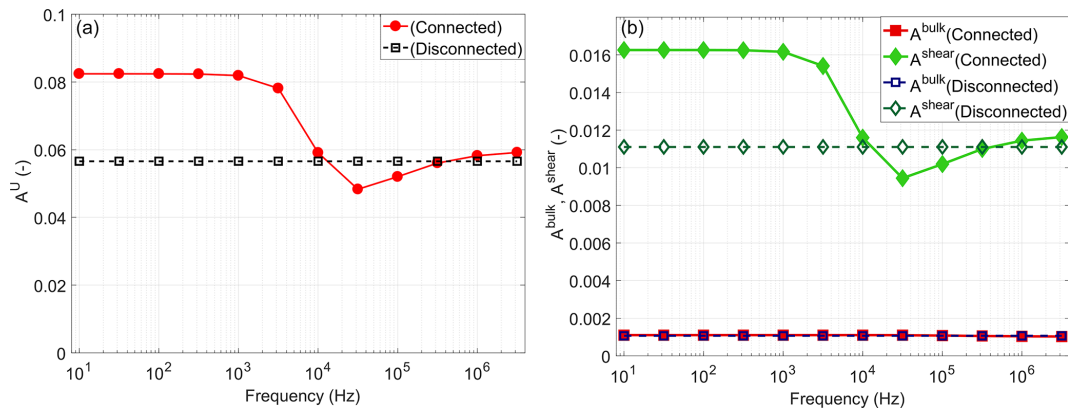 (a)
(Connected)
(Disconnected)
0.1
0.08
0.06
0.04
0.02
0
A^U (-)
10^1
10^2
10^3
10^4
10^5
10^6
Frequency (Hz)
(b)
A^bulk (Connected)
A^shear (Connected)
A^bulk (Disconnected)
A^shear (Disconnected)
0.016
0.014
0.012
0.01
0.008
0.006
0.004
0.002
0
A^bulk, A^shear (-)
10^1
10^2
10^3
10^4
10^5
10^6
Frequency (Hz)